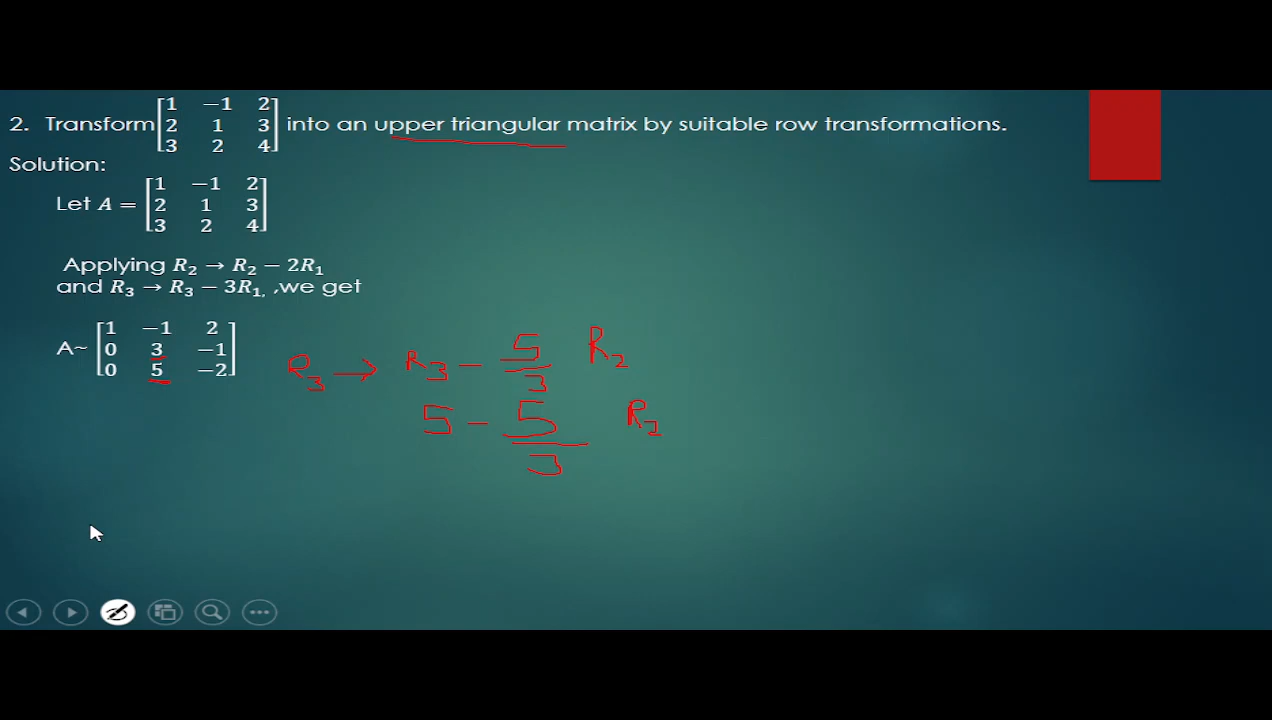 2. Transform [1 −1 2; 2 1 3; 3 2 4] into an upper triangular matrix by suitable row transformations.
Solution:
Let A = [1 −1 2; 2 1 3; 3 2 4]
Applying R₂ → R₂ − 2R₁
and R₃ → R₃ − 3R₁, ,we get
A~ [1 −1 2; 0 3 −1; 0 5 −2]
R₃ → R₃ − 5/3 R₂
5 − 5/3 R₂